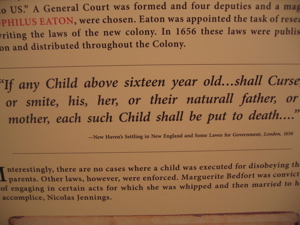 to US." A General Court was formed and four deputies and a ma
OPHILUS EATON, were chosen. Eaton was appointed the task of rese
writing the laws of the new colony. In 1656 these laws were publis
on and distributed throughout the Colony.
"If any Child above sixteen year old...shall Curse
or smite, his, her, or their naturall father, or
mother, each such Child shall be put to death...."
—New Haven's Settling in New England and Some Lawes for Government, London, 1656
Interestingly, there are no cases where a child was executed for disobeying th
parents. Other laws, however, were enforced. Marguerite Bedfort was convict
of engaging in certain acts for which she was whipped and then married to h
accomplice, Nicolas Jennings.